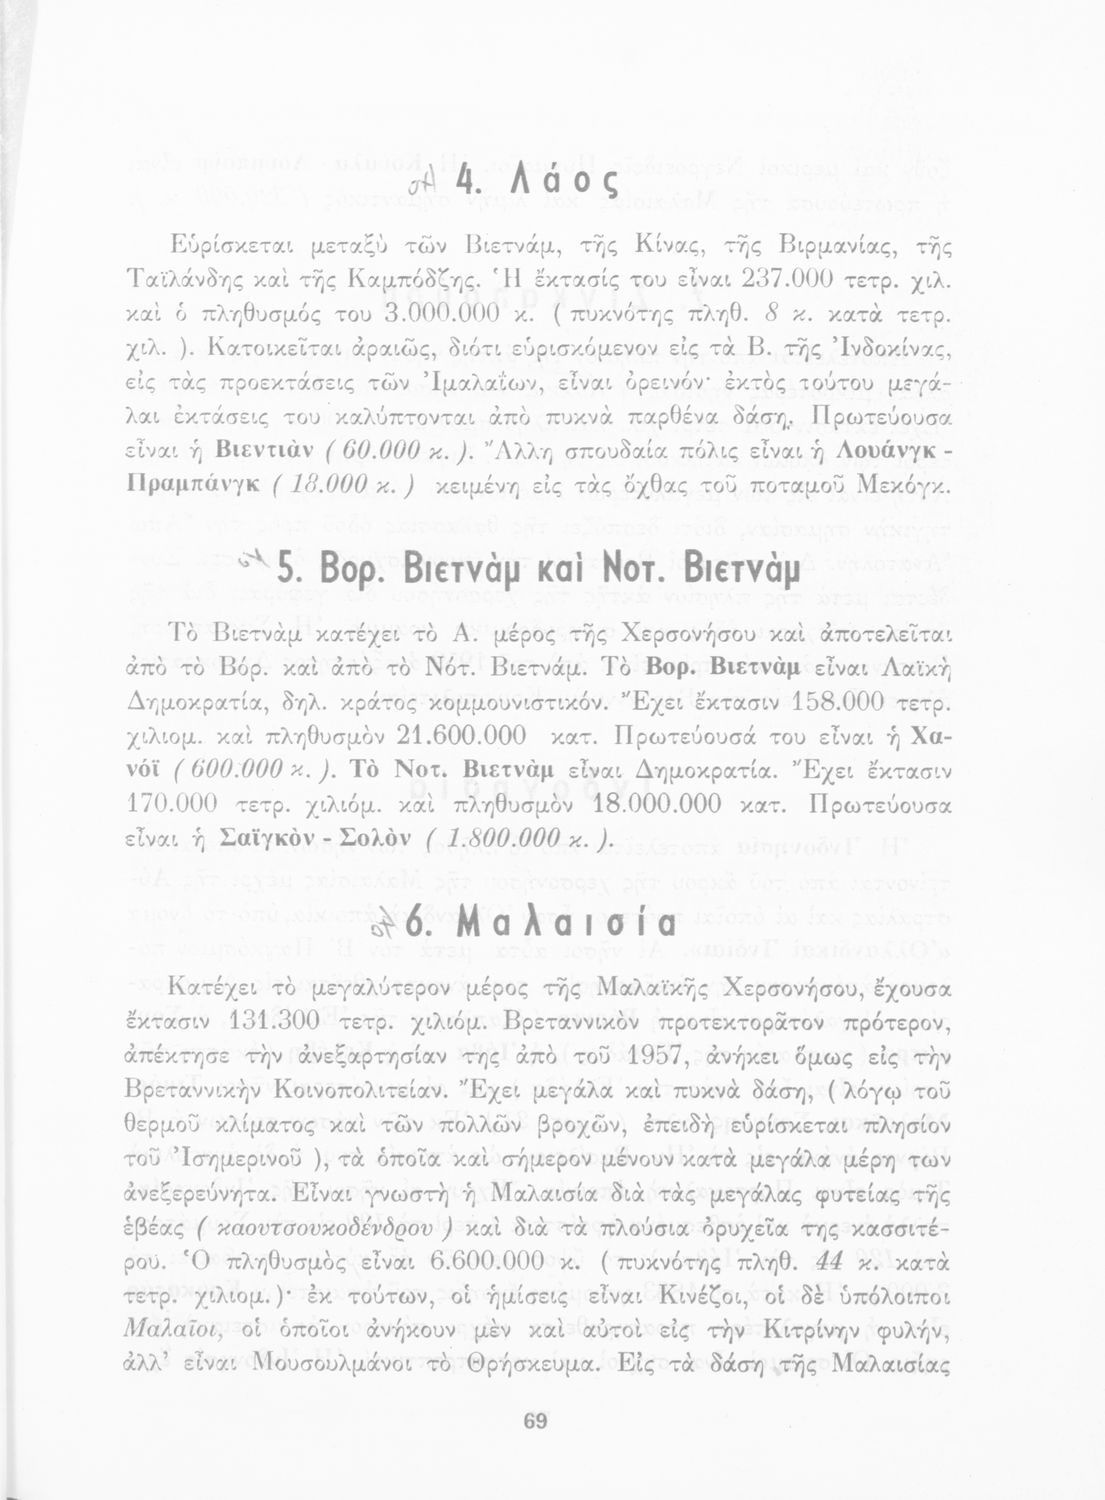 4. Λάος
Εὑρίσκεται μεταξὺ τῶν Βιετνάμ, τῆς Κίνας, τῆς Βιρμανίας, τῆς
Ταϊλάνδης καὶ τῆς Καμπόδζης. Ἡ ἔκτασίς του εἶναι 237.000 τετρ. χιλ.
καὶ ὁ πληθυσμός του 3.000.000 κ. ( πυκνότης πληθ. 8 κ. κατὰ τετρ.
χιλ. ). Κατοικεῖται ἀραιῶς, διότι εὑρισκόμενον εἰς τὰ Β. τῆς Ἰνδοκίνας,
εἰς τὰς προεκτάσεις τῶν Ἰμαλαΐων, εἶναι ὀρεινόν· ἐκτὸς τούτου μεγά-
λαι ἐκτάσεις του καλύπτονται ἀπὸ πυκνὰ παρθένα δάση. Πρωτεύουσα
εἶναι ἡ Βιεντιὰν ( 60.000 κ. ). Ἄλλη σπουδαία πόλις εἶναι ἡ Λουάνγκ -
Πραμπάνγκ ( 18.000 κ. ) κειμένη εἰς τὰς ὄχθας τοῦ ποταμοῦ Μεκόγκ.
5. Βορ. Βιετνὰμ καὶ Νοτ. Βιετνὰμ
Τὸ Βιετνὰμ κατέχει τὸ Α. μέρος τῆς Χερσονήσου καὶ ἀποτελεῖται
ἀπὸ τὸ Βόρ. καὶ ἀπὸ τὸ Νότ. Βιετνάμ. Τὸ Βορ. Βιετνὰμ εἶναι Λαϊκὴ
Δημοκρατία, δηλ. κράτος κομμουνιστικόν. Ἔχει ἔκτασιν 158.000 τετρ.
χιλιομ. καὶ πληθυσμὸν 21.600.000 κατ. Πρωτεύουσά του εἶναι ἡ Χα-
νόϊ ( 600.000 κ. ). Τὸ Νοτ. Βιετνὰμ εἶναι Δημοκρατία. Ἔχει ἔκτασιν
170.000 τετρ. χιλιόμ. καὶ πληθυσμὸν 18.000.000 κατ. Πρωτεύουσα
εἶναι ἡ Σαϊγκὸν - Σολὸν ( 1.800.000 κ. ).
6. Μαλαισία
Κατέχει τὸ μεγαλύτερον μέρος τῆς Μαλαϊκῆς Χερσονήσου, ἔχουσα
ἔκτασιν 131.300 τετρ. χιλιόμ. Βρεταννικὸν προτεκτορᾶτον πρότερον,
ἀπέκτησε τὴν ἀνεξαρτησίαν της ἀπὸ τοῦ 1957, ἀνήκει ὅμως εἰς τὴν
Βρεταννικὴν Κοινοπολιτείαν. Ἔχει μεγάλα καὶ πυκνὰ δάση, ( λόγῳ τοῦ
θερμοῦ κλίματος καὶ τῶν πολλῶν βροχῶν, ἐπειδὴ εὑρίσκεται πλησίον
τοῦ Ἰσημερινοῦ ), τὰ ὁποῖα καὶ σήμερον μένουν κατὰ μεγάλα μέρη των
ἀνεξερεύνητα. Εἶναι γνωστὴ ἡ Μαλαισία διὰ τὰς μεγάλας φυτείας τῆς
ἑβέας ( καουτσουκοδένδρου ) καὶ διὰ τὰ πλούσια ὀρυχεῖα της κασσιτέ-
ρου. Ὁ πληθυσμὸς εἶναι 6.600.000 κ. ( πυκνότης πληθ. 44 κ. κατὰ
τετρ. χιλιομ. )· ἐκ τούτων, οἱ ἡμίσεις εἶναι Κινέζοι, οἱ δὲ ὑπόλοιποι
Μαλαῖοι, οἱ ὁποῖοι ἀνήκουν μὲν καὶ αὐτοὶ εἰς τὴν Κιτρίνην φυλήν,
ἀλλ’ εἶναι Μουσουλμάνοι τὸ Θρήσκευμα. Εἰς τὰ δάση τῆς Μαλαισίας
69